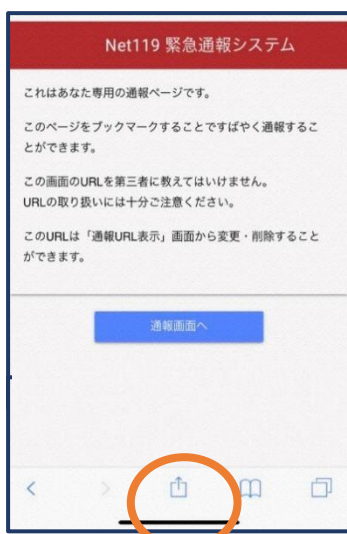 Net119 緊急通報システム
これはあなた専用の通報ページです。
このページをブックマークすることですばやく通報するこ
とができます。
この画面のURLを第三者に教えてはいけません。
URLの取り扱いには十分ご注意ください。
このURLは「通報URL表示」画面から変更・削除すること
ができます。
通報画面へ